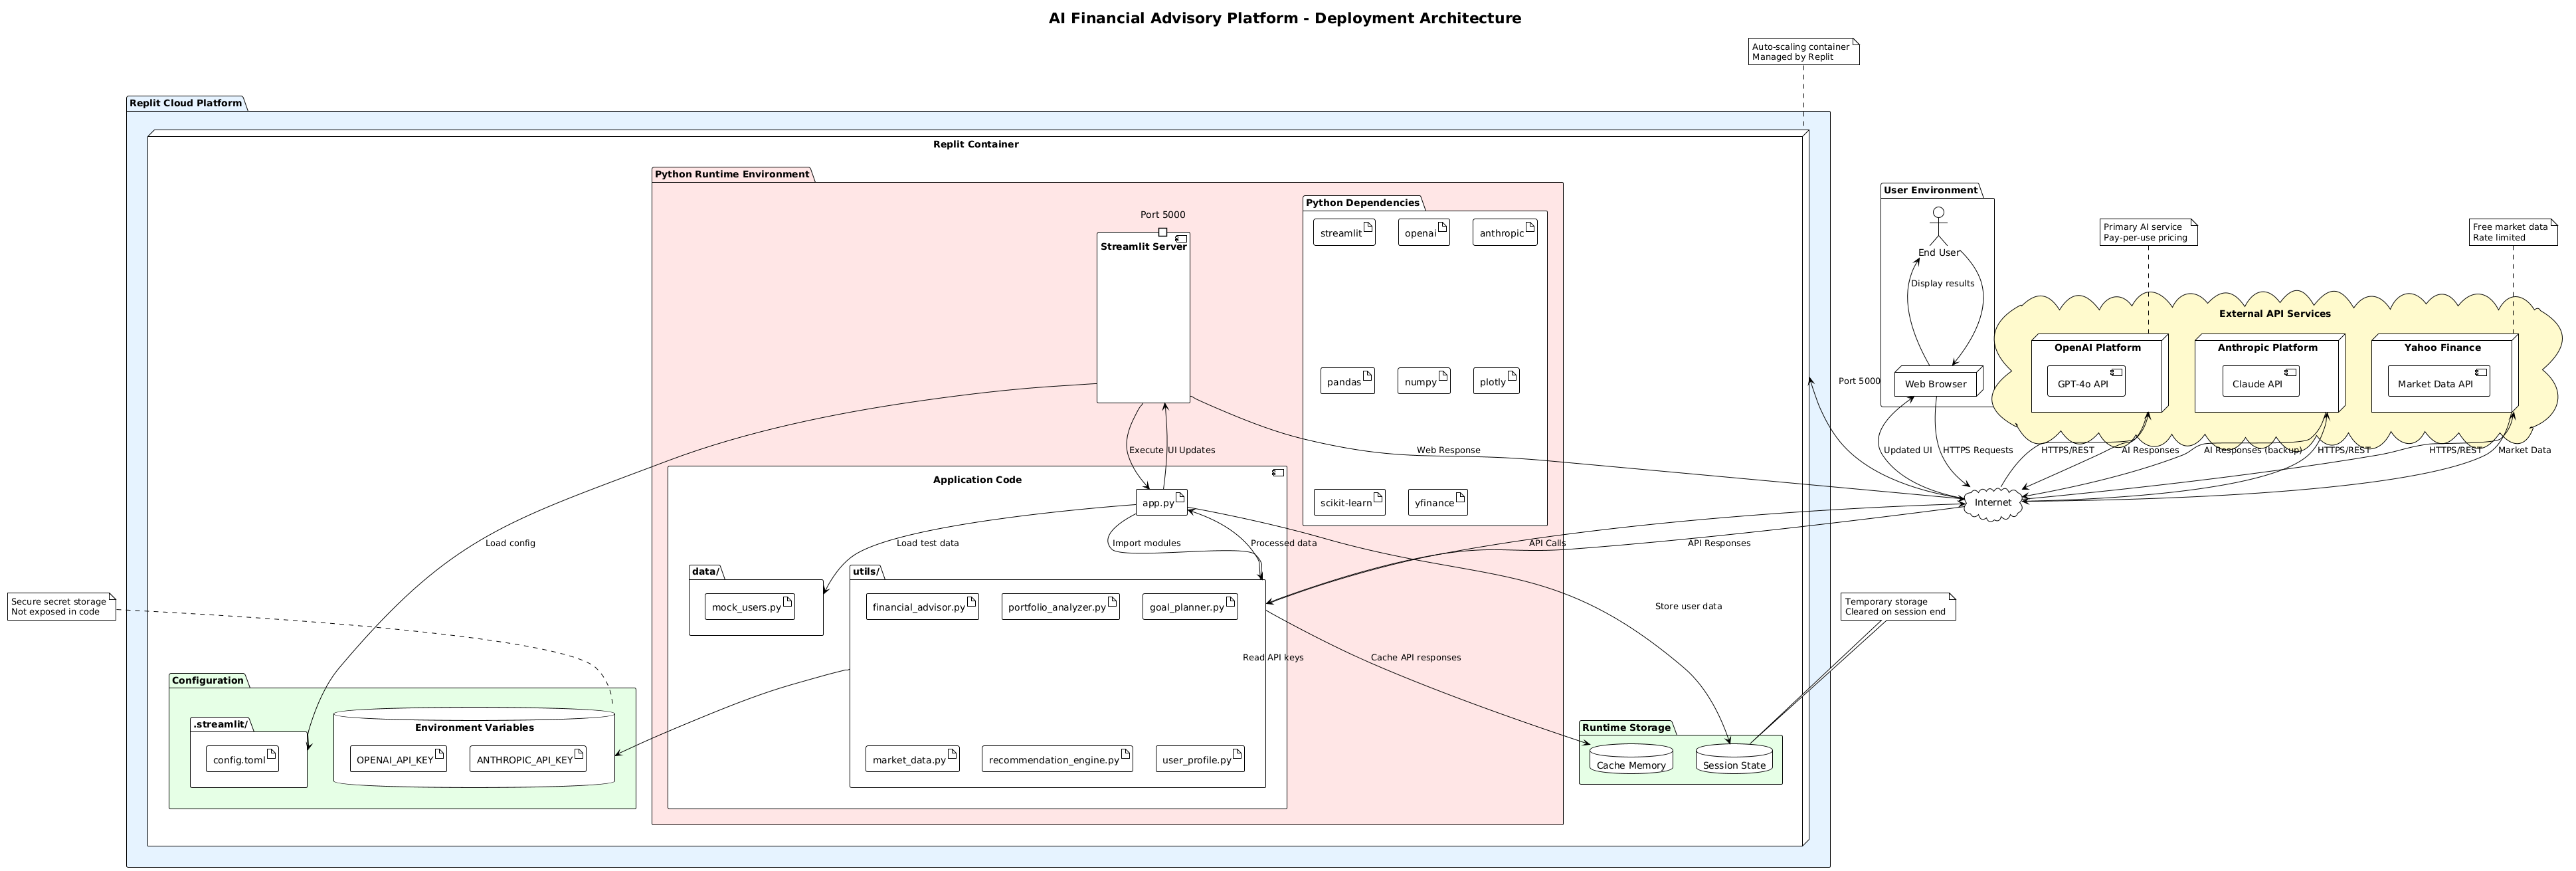 AI Financial Advisory Platform - Deployment Architecture
Auto-scaling container
Managed by Replit
Replit Cloud Platform
Replit Container
Python Runtime Environment
Port 5000
Streamlit Server
Python Dependencies
streamlit
openai
anthropic
pandas
numpy
plotly
scikit-learn
yfinance
User Environment
End User
Display results
Web Browser
Port 5000
Primary AI service
Pay-per-use pricing
Free market data
Rate limited
External API Services
OpenAI Platform
GPT-4o API
Anthropic Platform
Claude API
Yahoo Finance
Market Data API
Execute
UI Updates
Web Response
Updated UI
HTTPS Requests
HTTPS/REST
AI Responses
AI Responses (backup)
HTTPS/REST
HTTPS/REST
Market Data
Internet
Application Code
app.py
Load config
Load test data
Import modules
Processed data
API Calls
API Responses
data/
mock_users.py
utils/
financial_advisor.py
portfolio_analyzer.py
goal_planner.py
market_data.py
recommendation_engine.py
user_profile.py
Read API keys
Cache API responses
Store user data
Secure secret storage
Not exposed in code
Temporary storage
Cleared on session end
Configuration
.streamlit/
config.toml
Environment Variables
OPENAI_API_KEY
ANTHROPIC_API_KEY
Runtime Storage
Cache Memory
Session State